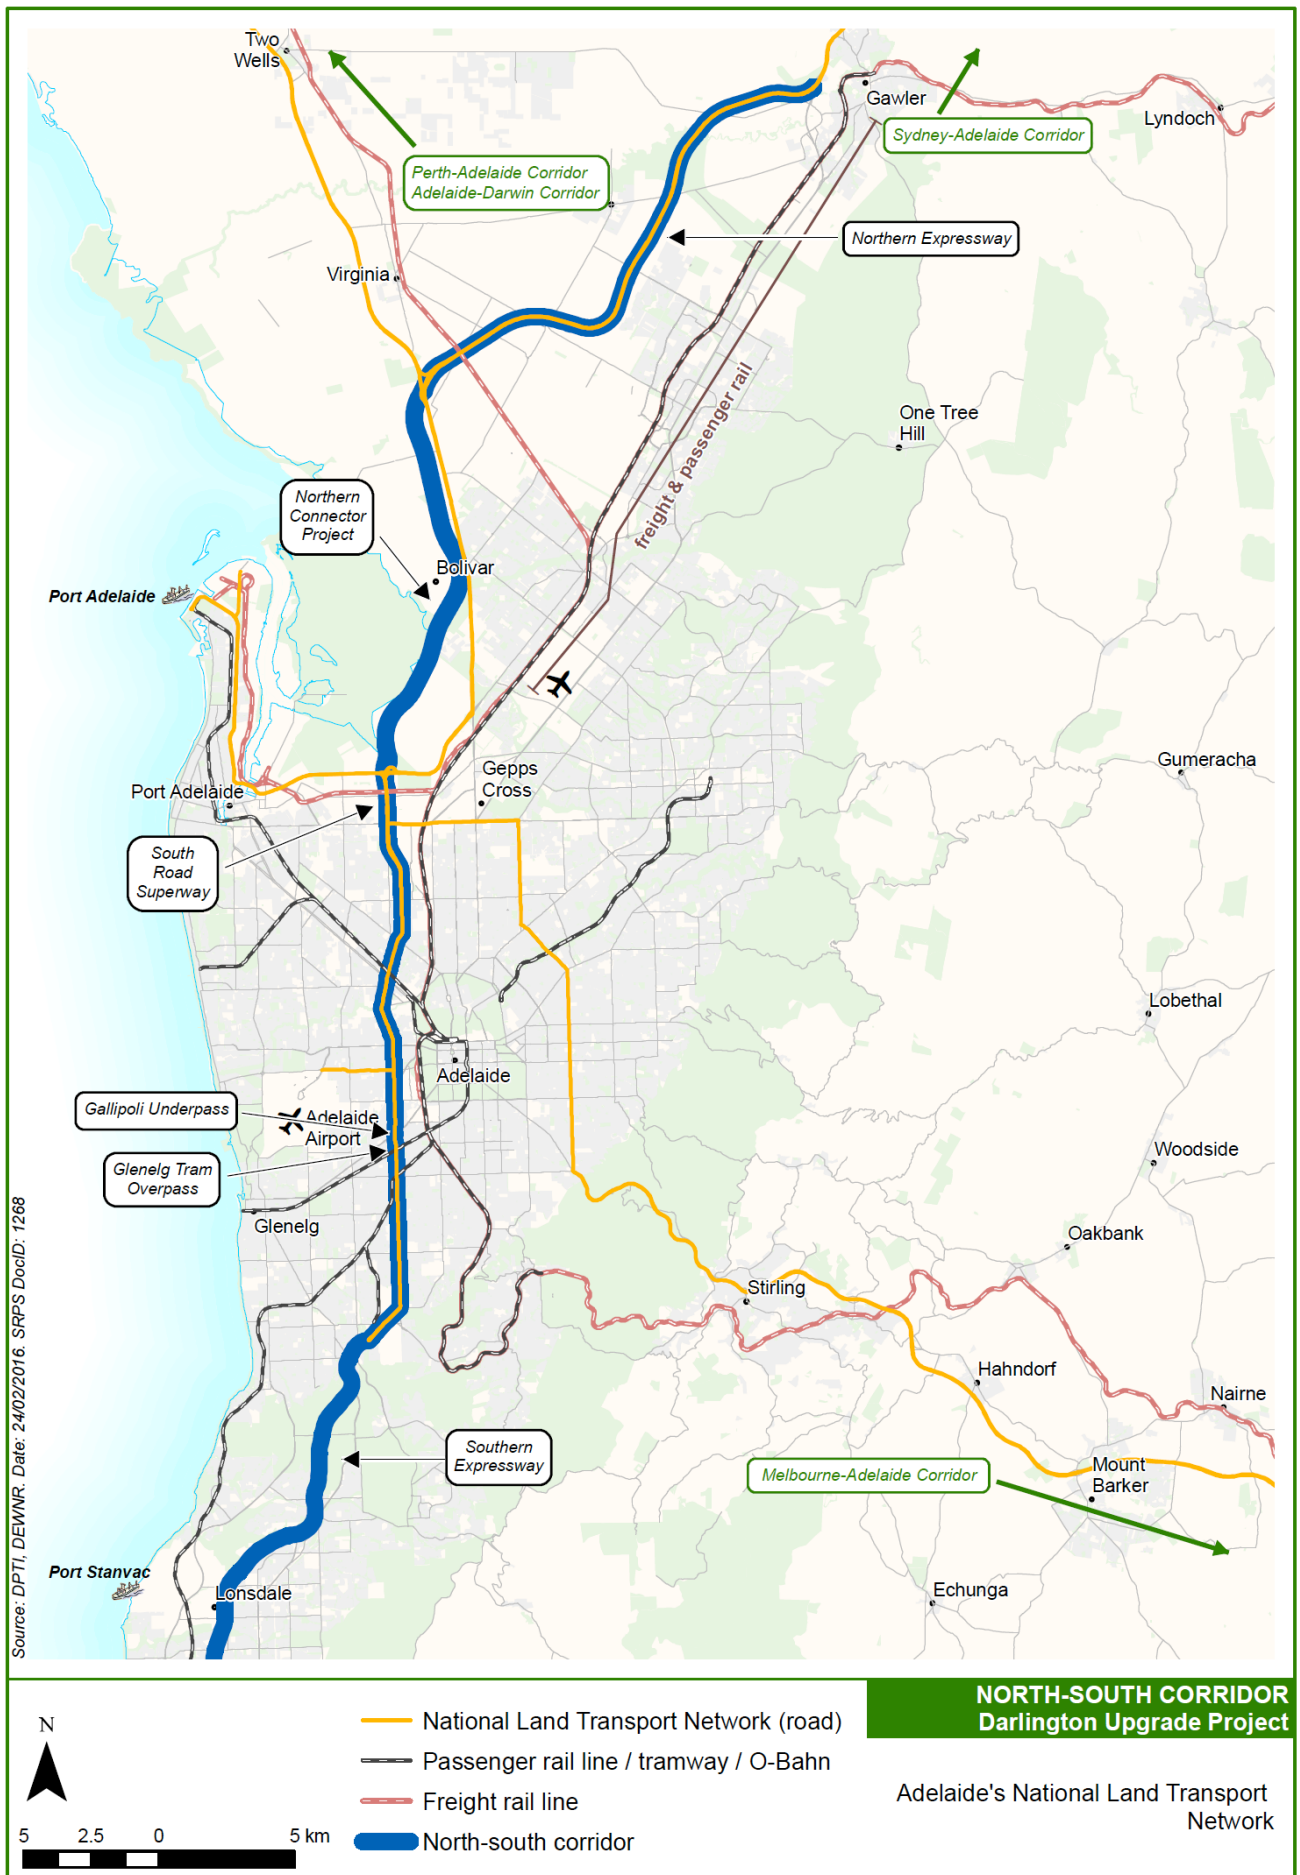 Two
Wells
Gawler
Lyndoch
Sydney-Adelaide Corridor
Perth-Adelaide Corridor
Adelaide-Darwin Corridor
Northern Expressway
Virginia
freight & passenger rail
One Tree
Hill
Northern
Connector
Project
Bolivar
Port Adelaide
Gumeracha
Gepps
Cross
Port Adelaide
South
Road
Superway
Lobethal
Adelaide
Gallipoli Underpass
Adelaide
Airport
Woodside
Glenelg Tram
Overpass
Glenelg
Oakbank
Stirling
Hahndorf
Nairne
Southern
Expressway
Melbourne-Adelaide Corridor
Mount
Barker
Port Stanvac
Lonsdale
Echunga
Source: DPTI, DEWNR. Date: 24/02/2016. SRPS DocID: 1268
NORTH-SOUTH CORRIDOR
Darlington Upgrade Project
N
National Land Transport Network (road)
Passenger rail line / tramway / O-Bahn
Freight rail line
North-south corridor
Adelaide's National Land Transport
Network
5 2.5 0 5 km